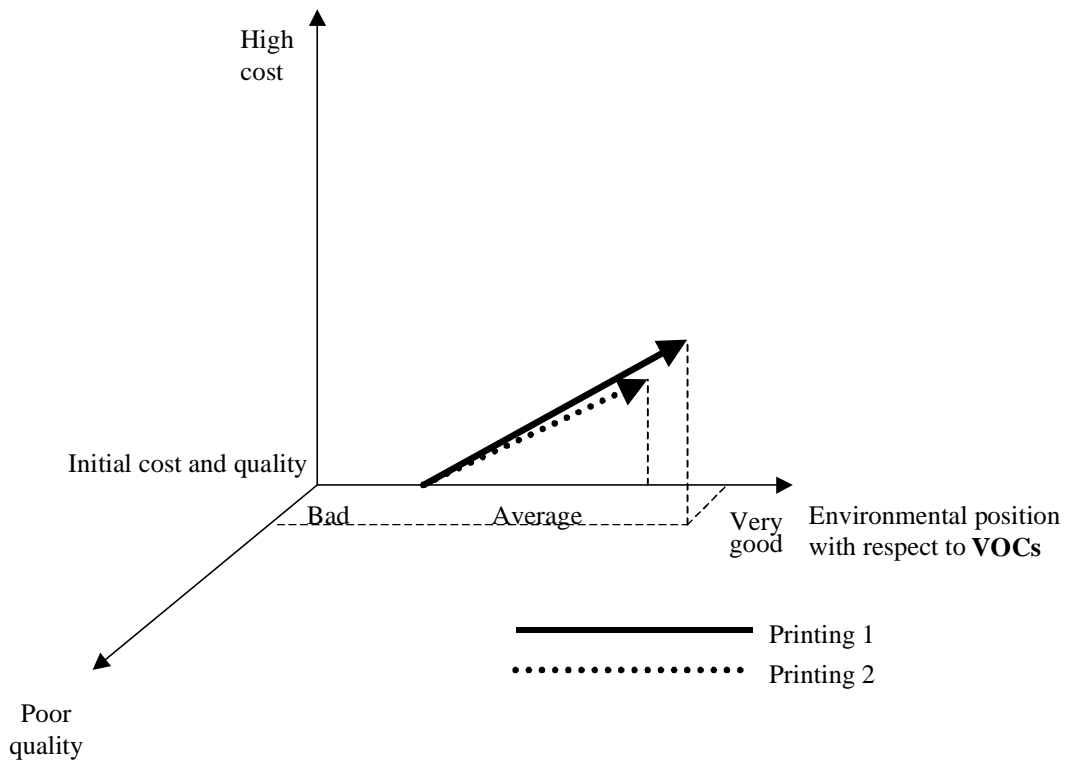 High
cost
Initial cost and quality
Bad
Average
Very
good
Environmental position
with respect to VOCs
Printing 1
Printing 2
Poor
quality